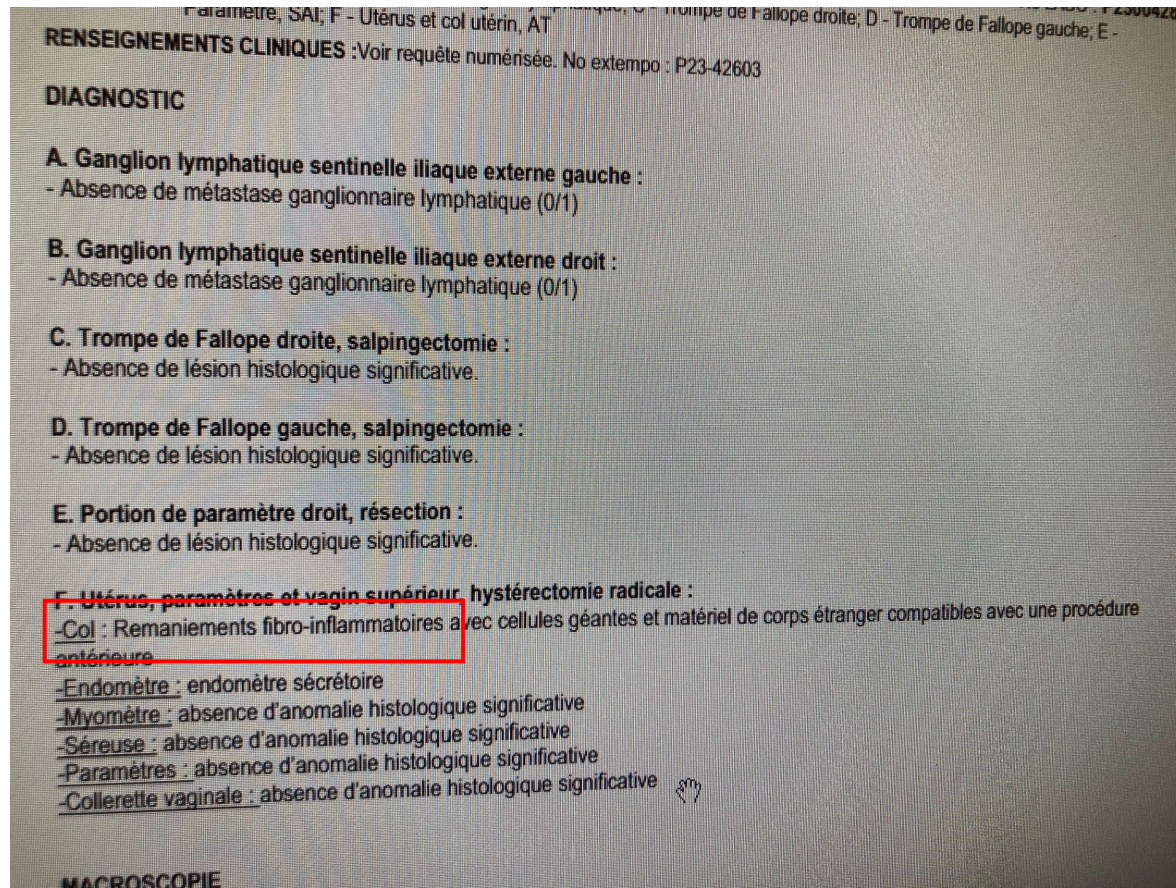 Paramètre, SAI; F - Utérus et col utérin, AT
Trompe de Fallope droite; D - Trompe de Fallope gauche; E -
RENSEIGNEMENTS CLINIQUES :Voir requête numérisée. No extempo : P23-42603
DIAGNOSTIC
A. Ganglion lymphatique sentinelle iliaque externe gauche :
- Absence de métastase ganglionnaire lymphatique (0/1)
B. Ganglion lymphatique sentinelle iliaque externe droit :
- Absence de métastase ganglionnaire lymphatique (0/1)
C. Trompe de Fallope droite, salpingectomie :
- Absence de lésion histologique significative.
D. Trompe de Fallope gauche, salpingectomie :
- Absence de lésion histologique significative.
E. Portion de paramètre droit, résection :
- Absence de lésion histologique significative.
F. Utérus, paramètres et vagin supérieur, hystérectomie radicale :
-Col : Remaniements fibro-inflammatoires avec cellules géantes et matériel de corps étranger compatibles avec une procédure
antérieure
-Endomètre : endomètre sécrétoire
-Myomètre : absence d'anomalie histologique significative
-Séreuse : absence d'anomalie histologique significative
-Paramètres : absence d'anomalie histologique significative
-Collerette vaginale : absence d'anomalie histologique significative
MACROSCOPIE